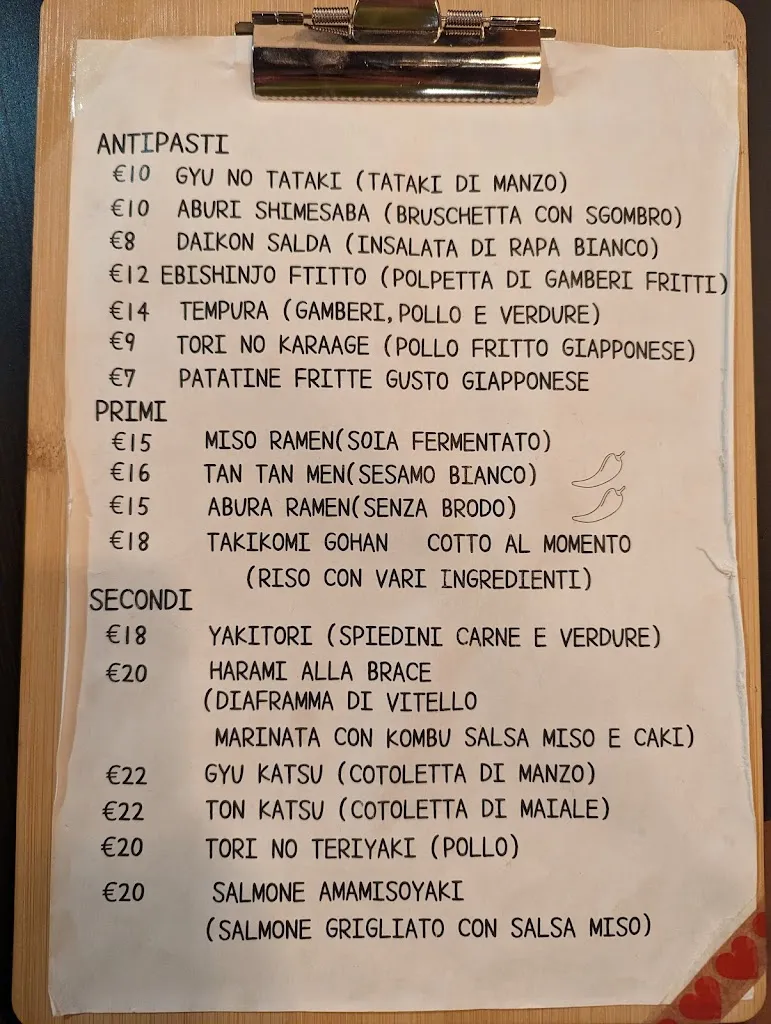 ANTIPASTI
€10 GYU NO TATAKI (TATAKI DI MANZO)
€10 ABURI SHIMESABA (BRUSCHETTA CON SGOMBRO)
€8 DAIKON SALDA (INSALATA DI RAPA BIANCO)
€12 EBISHINJO FTITTO (POLPETTA DI GAMBERI FRITTI)
€14 TEMPURA (GAMBERI, POLLO E VERDURE)
€9 TORI NO KARAAGE (POLLO FRITTO GIAPPONESE)
€7 PATATINE FRITTE GUSTO GIAPPONESE
PRIMI
€15 MISO RAMEN(SOIA FERMENTATO)
€16 TAN TAN MEN(SESAMO BIANCO)
€15 ABURA RAMEN(SENZA BRODO)
€18 TAKIKOMI GOHAN COTTO AL MOMENTO
(RISO CON VARI INGREDIENTI)
SECONDI
€18 YAKITORI (SPIEDINI CARNE E VERDURE)
€20 HARAMI ALLA BRACE
(DIAFRAMMA DI VITELLO
MARINATA CON KOMBU SALSA MISO E CAKI)
€22 GYU KATSU (COTOLETTA DI MANZO)
€22 TON KATSU (COTOLETTA DI MAIALE)
€20 TORI NO TERIYAKI (POLLO)
€20 SALMONE AMAMISOYAKI
(SALMONE GRIGLIATO CON SALSA MISO)